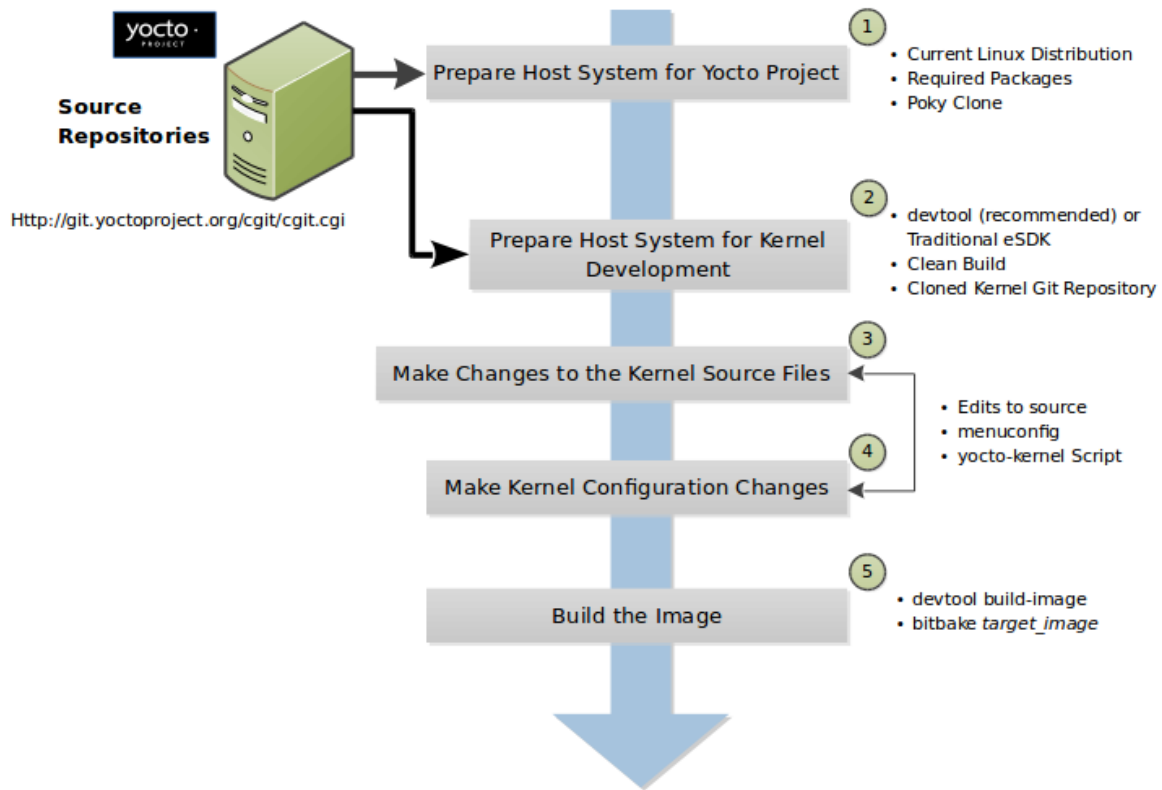 yocto ·
PROJECT
Source
Repositories
Http://git.yoctoproject.org/cgit/cgit.cgi
1
Prepare Host System for Yocto Project
• Current Linux Distribution
• Required Packages
• Poky Clone
2
Prepare Host System for Kernel
Development
• devtool (recommended) or
Traditional eSDK
• Clean Build
• Cloned Kernel Git Repository
3
Make Changes to the Kernel Source Files
• Edits to source
• menuconfig
• yocto-kernel Script
4
Make Kernel Configuration Changes
5
Build the Image
• devtool build-image
• bitbake target_image